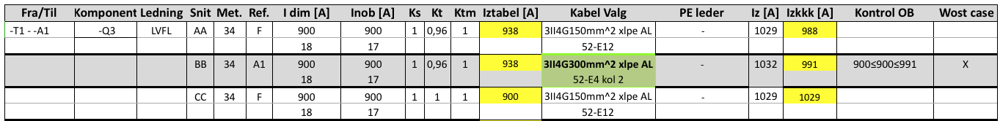 Fra/Til Komponent Ledning Snit Met. Ref. I dim [A] Inob [A] Ks Kt Ktm Iztabel [A] Kabel Valg PE leder Iz [A] Izkkk [A] Kontrol OB Wost case
-T1 - -A1 -Q3 LVFL AA 34 F 900 900 1 0,96 1 938 3II4G150mm^2 xlpe AL - 1029 988
18 17 52-E12
BB 34 A1 900 900 1 0,96 1 938 3II4G300mm^2 xlpe AL - 1032 991 900≤900≤991 X
18 17 52-E4 kol 2
CC 34 F 900 900 1 1 1 900 3II4G150mm^2 xlpe AL - 1029 1029
18 17 52-E12